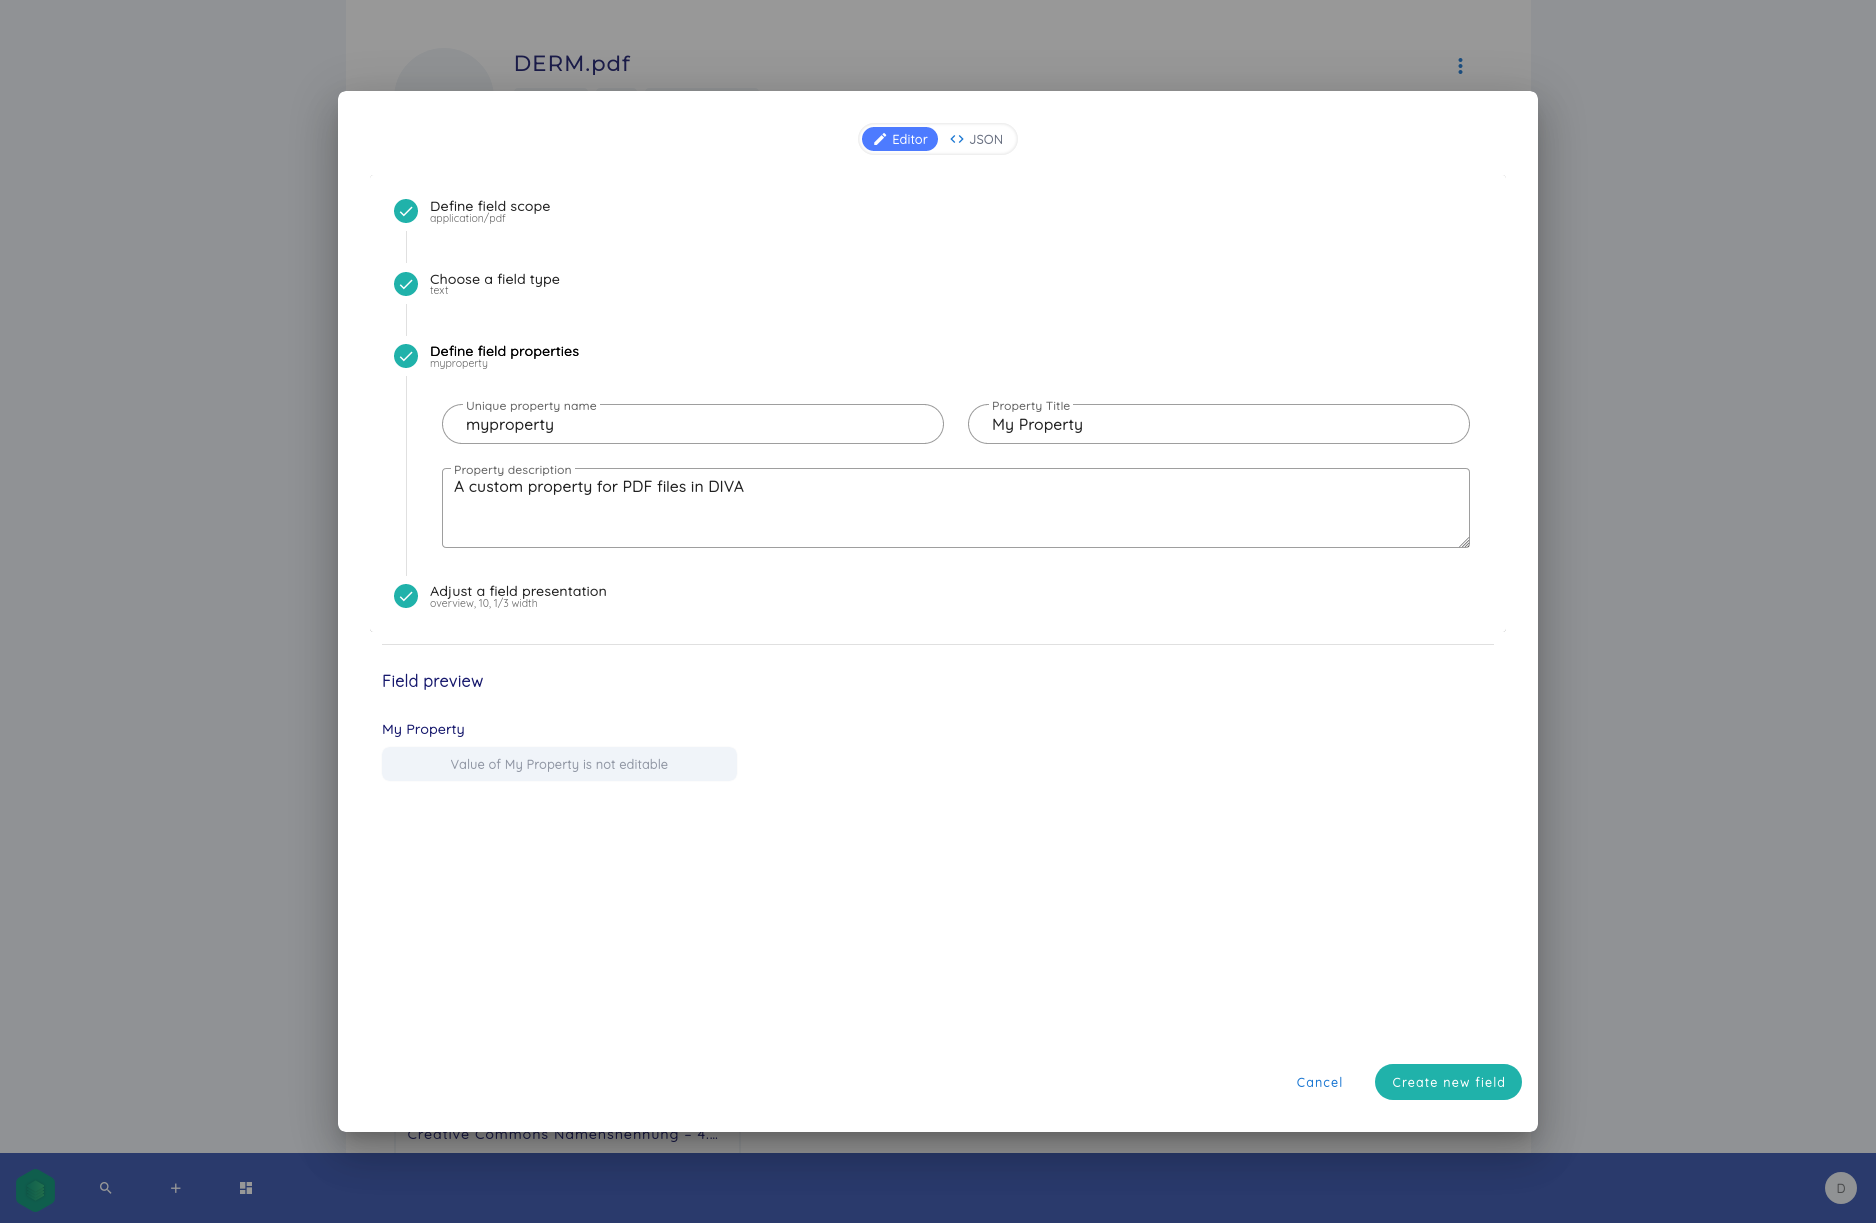 DERM.pdf
Editor
JSON
Define field scope
application/pdf
Choose a field type
text
Define field properties
myproperty
Unique property name
myproperty
Property Title
My Property
Property description
A custom property for PDF files in DIVA
Adjust a field presentation
overview, 10, 1/3 width
Field preview
My Property
Value of My Property is not editable
Cancel
Create new field
Creative Commons Namensnennung – 4....
D